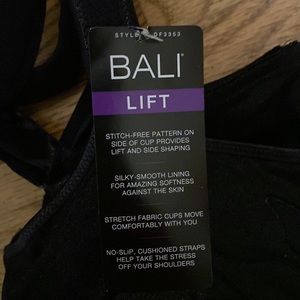 STYLE DF3353
BALI®
LIFT
STITCH-FREE PATTERN ON
SIDE OF CUP PROVIDES
LIFT AND SIDE SHAPING
SILKY-SMOOTH LINING
FOR AMAZING SOFTNESS
AGAINST THE SKIN
STRETCH FABRIC CUPS MOVE
COMFORTABLY WITH YOU
NO-SLIP, CUSHIONED STRAPS
HELP TAKE THE STRESS
OFF YOUR SHOULDERS